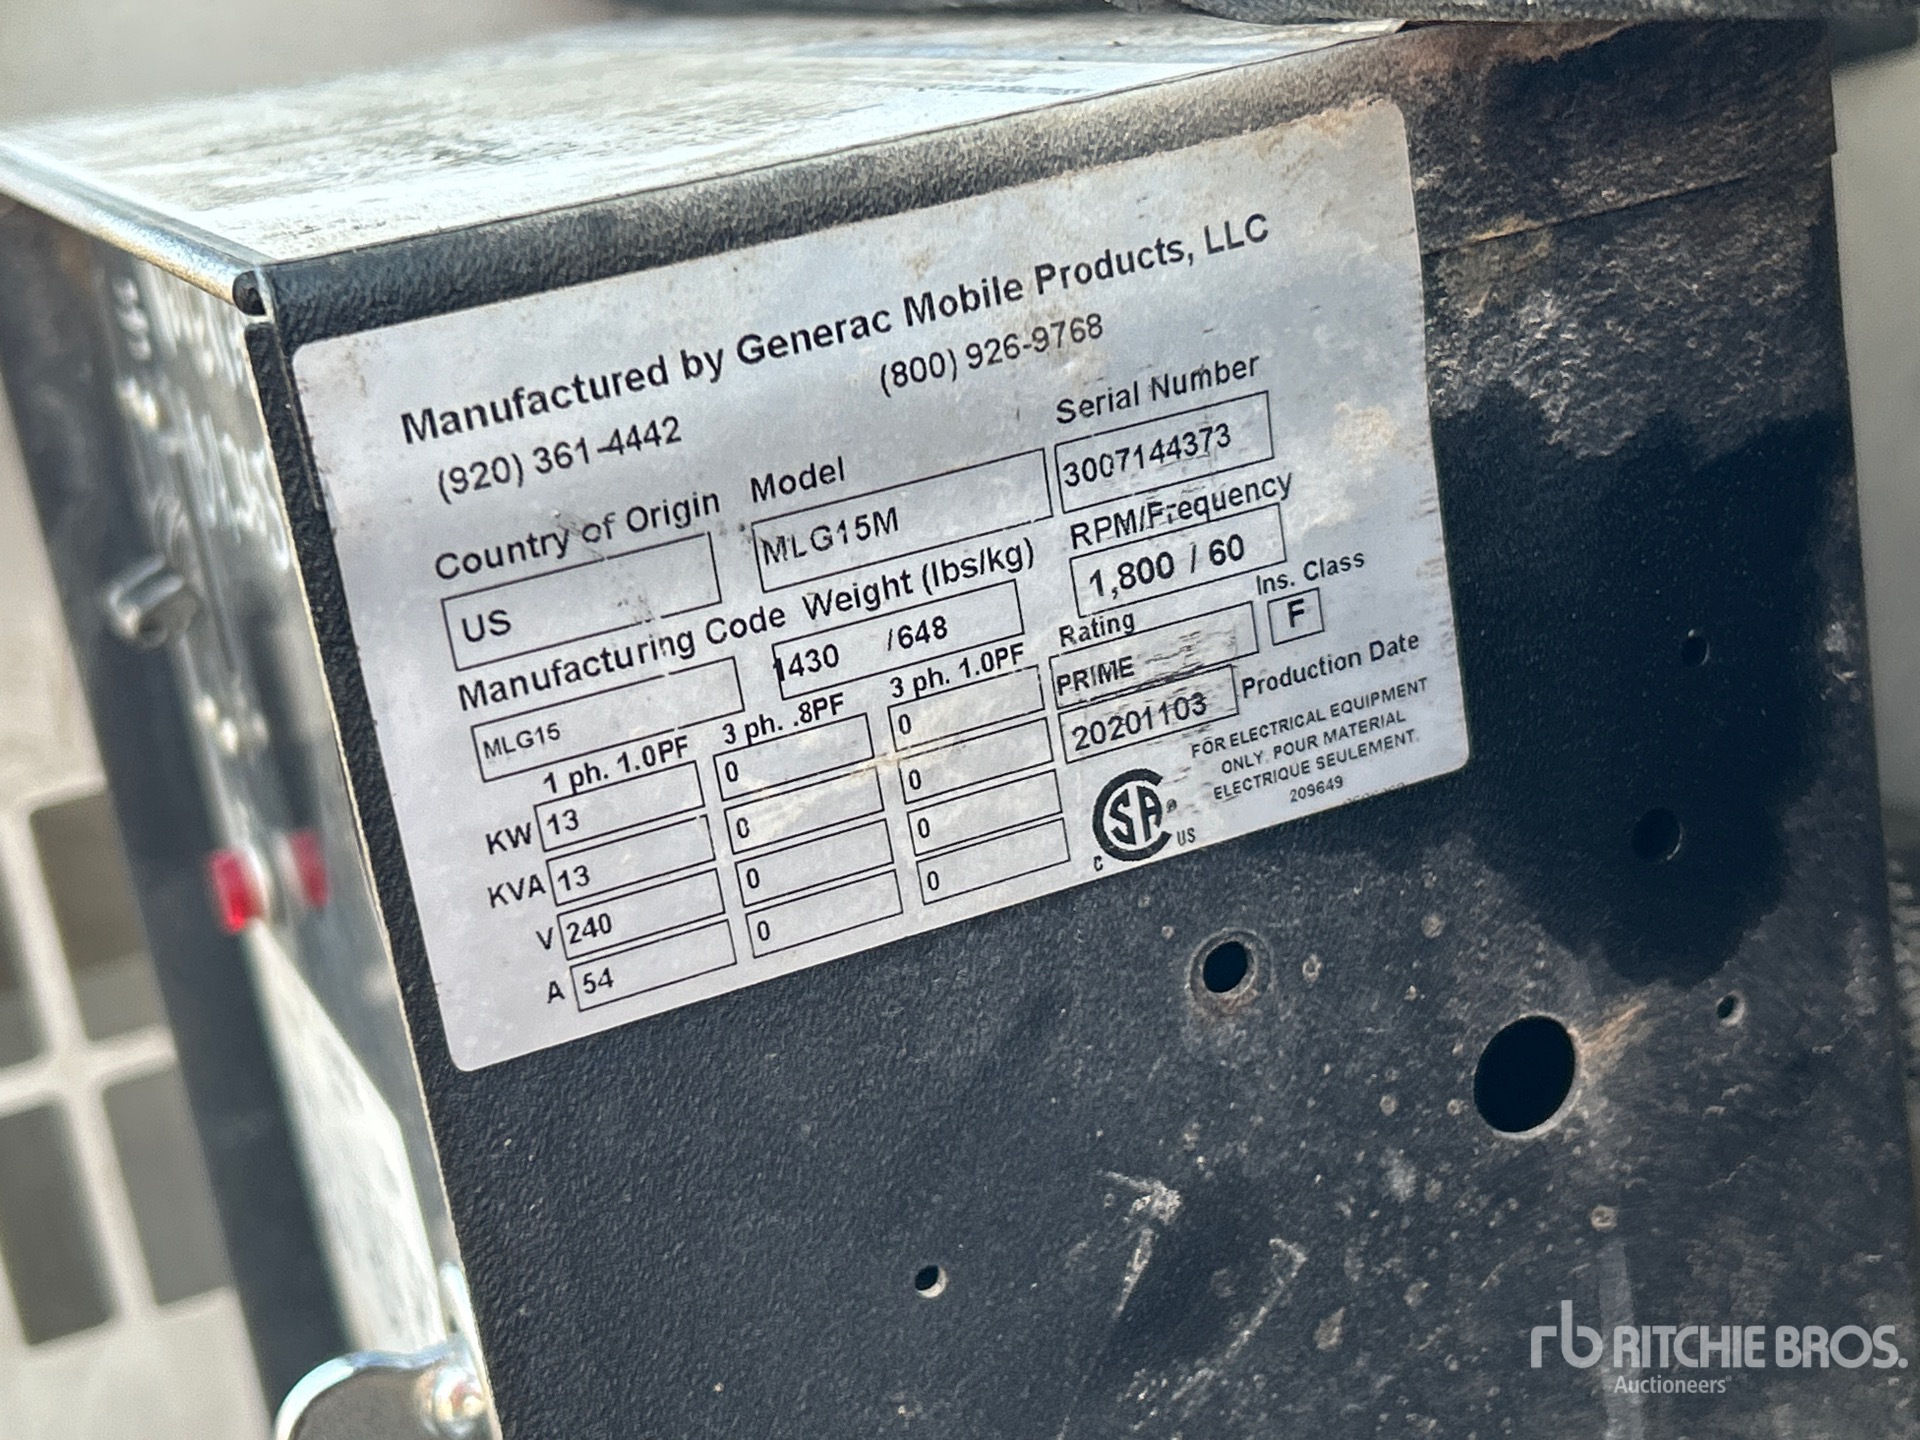 Manufactured by Generac Mobile Products, LLC
(920) 361-4442 (800) 926-9768
Country of Origin Model Serial Number
US MLG15M 3007144373
Manufacturing Code Weight (lbs/kg) RPM/Frequency
MLG15 1430 /648 1,800 / 60
Rating Ins. Class
PRIME F
20201103 Production Date
1 ph. 1.0PF 3 ph. .8PF 3 ph. 1.0PF
KW 13 0 0
KVA 13 0 0
V 240 0 0
A 54 0 0
FOR ELECTRICAL EQUIPMENT
ONLY. POUR MATERIAL
ELECTRIQUE SEULEMENT.
209649
C SA ® US
rb RITCHIE BROS.
Auctioneers